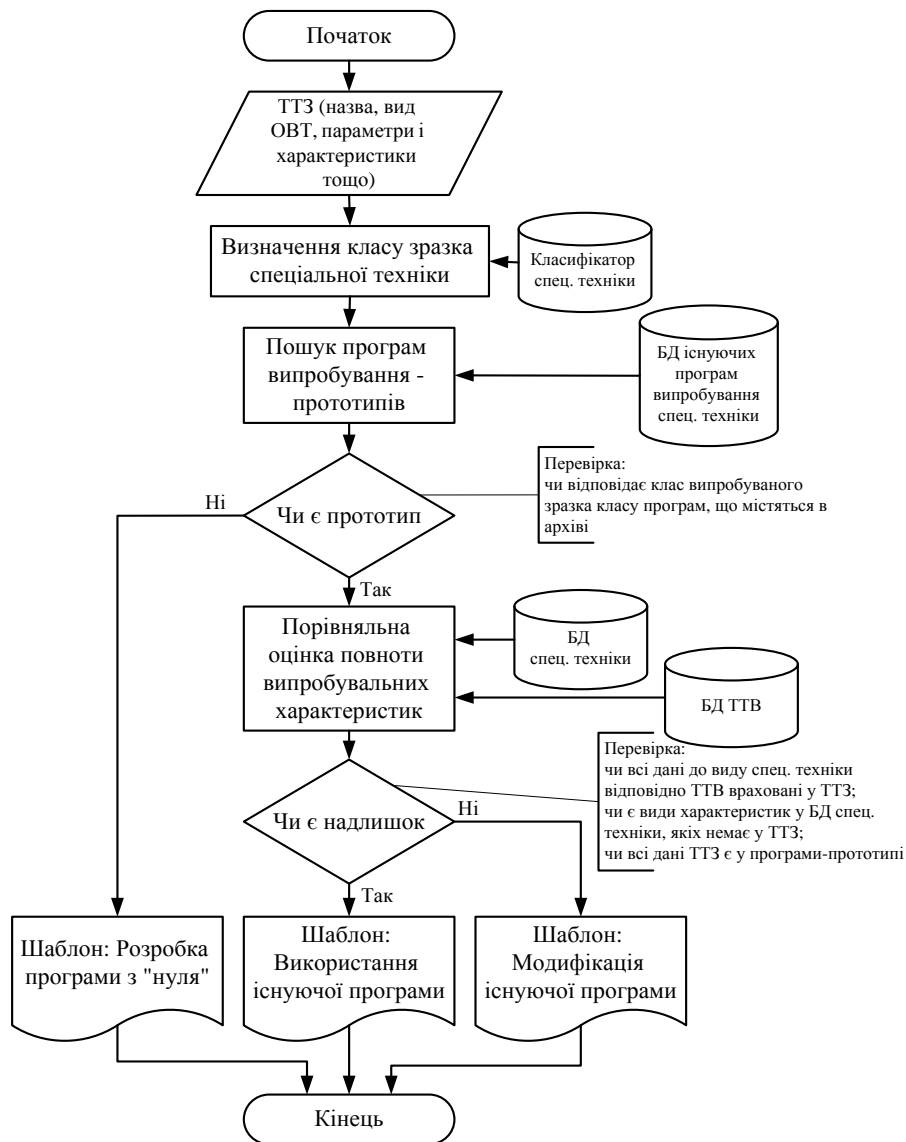 Початок
ТТЗ (назва, вид
ОВТ, параметри і
характеристики
тощо)
Визначення класу зразка
спеціальної техніки
Класифікатор
спец. техніки
Пошук програм
випробування -
прототипів
БД існуючих
програм
випробування
спец. техніки
Чи є прототип
Ні
Перевірка:
чи відповідає клас випробуваного
зразка класу програм, що містяться в
архіві
Так
Порівняльна
оцінка повноти
випробувальних
характеристик
БД
спец. техніки
БД ТТВ
Чи є надлишок
Ні
Перевірка:
чи всі дані до виду спец. техніки
відповідно ТТВ враховані у ТТЗ;
чи є види характеристик у БД спец.
техніки, якіх немає у ТТЗ;
чи всі дані ТТЗ є у програми-прототипі
Так
Шаблон: Розробка
програми з "нуля"
Шаблон:
Використання
існуючої програми
Шаблон:
Модифікація
існуючої програми
Кінець